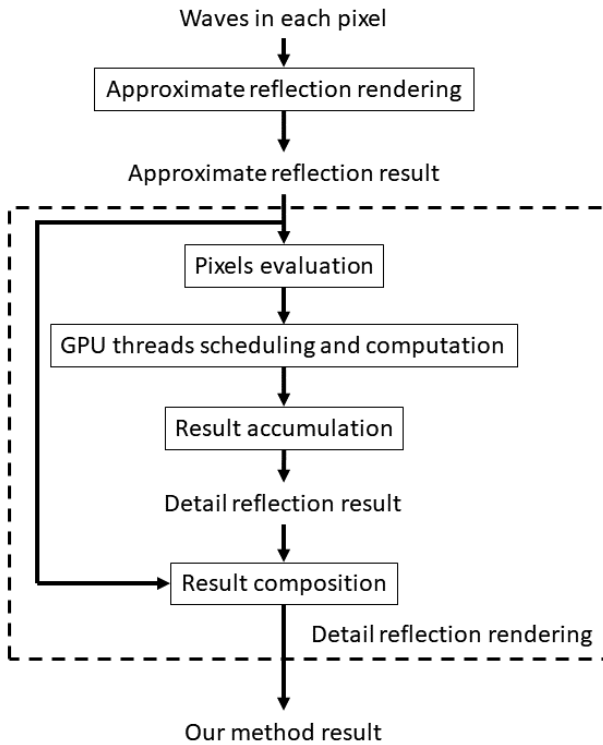 Waves in each pixel
Approximate reflection rendering
Approximate reflection result
Pixels evaluation
GPU threads scheduling and computation
Result accumulation
Detail reflection result
Result composition
Detail reflection rendering
Our method result